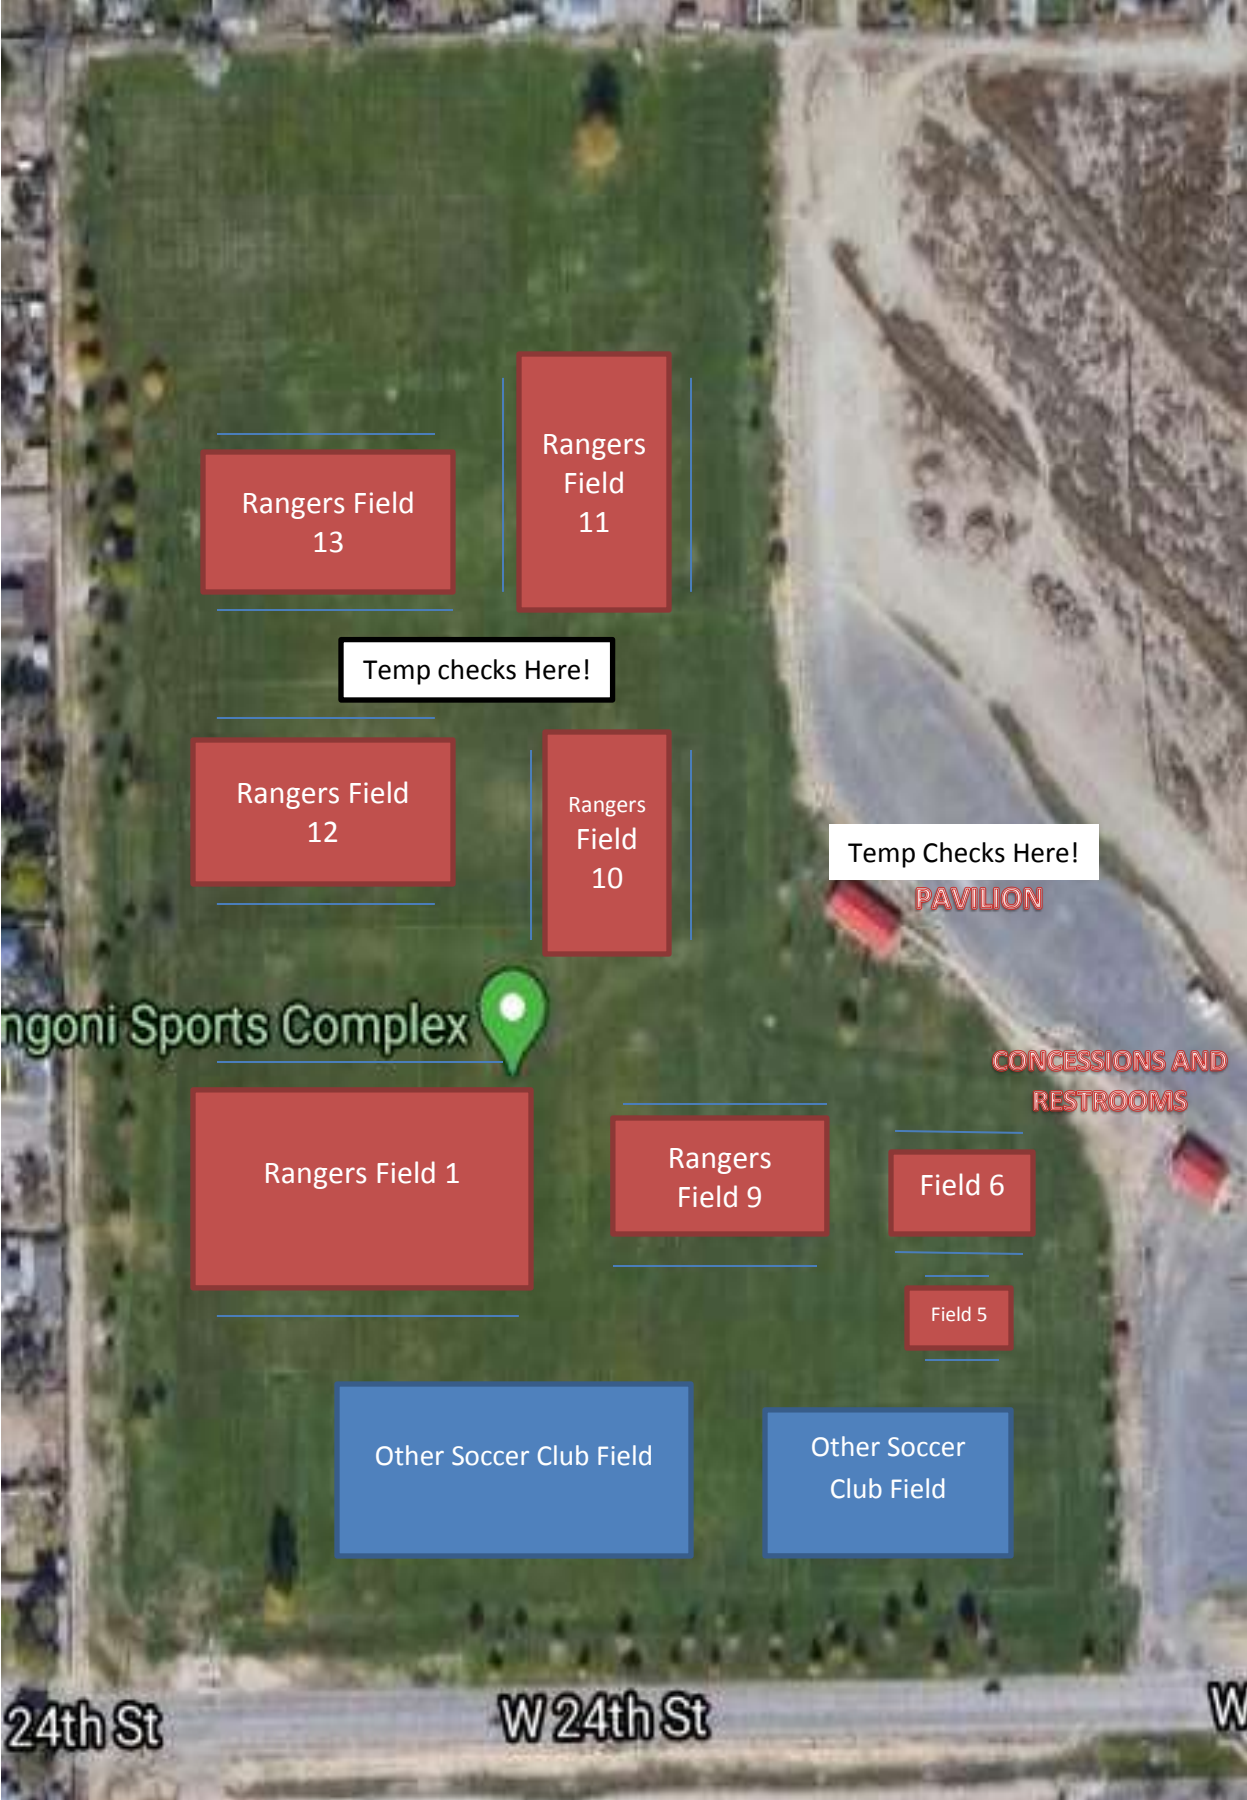 Rangers
Field
11
Rangers Field
13
Temp checks Here!
Rangers Field
12
Rangers
Field
10
Temp Checks Here!
PAVILION
ngoni Sports Complex
CONCESSIONS AND
RESTROOMS
Rangers Field 1
Rangers
Field 9
Field 6
Field 5
Other Soccer Club Field
Other Soccer
Club Field
24th St
W 24th St
W